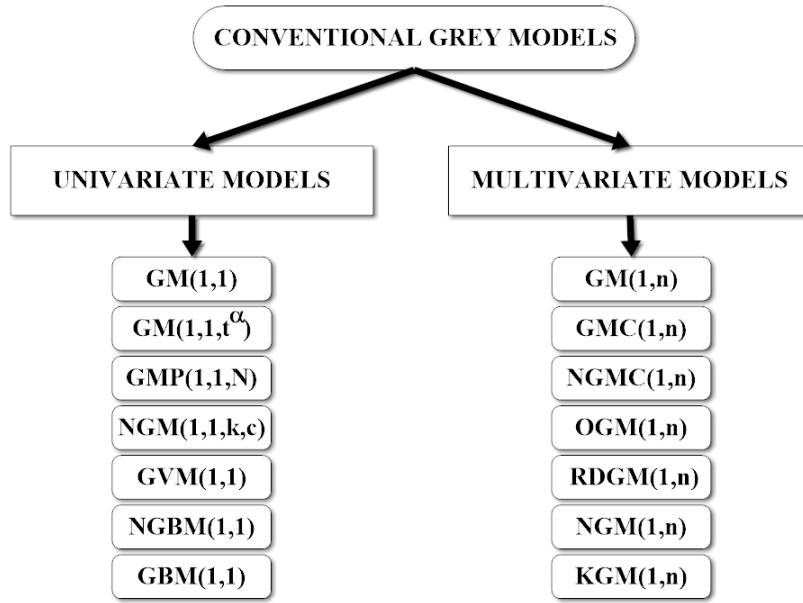 CONVENTIONAL GREY MODELS
UNIVARIATE MODELS
GM(1,1)
GM(1,1,t^α)
GMP(1,1,N)
NGM(1,1,k,c)
GVM(1,1)
NGBM(1,1)
GBM(1,1)
MULTIVARIATE MODELS
GM(1,n)
GMC(1,n)
NGMC(1,n)
OGM(1,n)
RDGM(1,n)
NGM(1,n)
KGM(1,n)